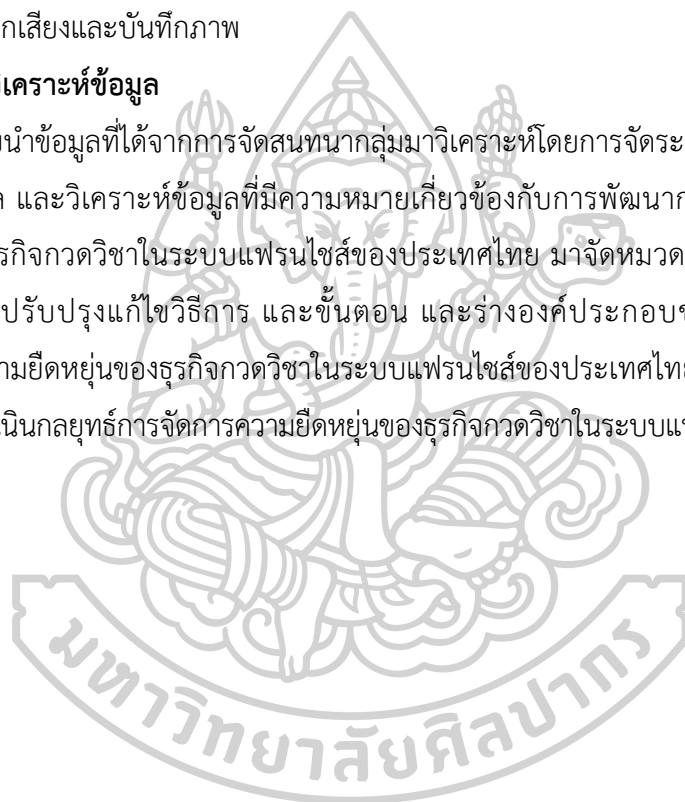 กเสียงและบันทึกภาพ
วิเคราะห์ข้อมูล
นำข้อมูลที่ได้จากการจัดสนทนากลุ่มมาวิเคราะห์โดยการจัดระ
และวิเคราะห์ข้อมูลที่มีความหมายเกี่ยวข้องกับการพัฒนาก
รกิจกวดวิชาในระบบแฟรนไชส์ของประเทศไทย มาจัดหมวด
ปรับปรุงแก้ไขวิธีการ และขั้นตอน และร่างองค์ประกอบข
ามยืดหยุ่นของธุรกิจกวดวิชาในระบบแฟรนไชส์ของประเทศไทย
เนินกลยุทธ์การจัดการความยืดหยุ่นของธุรกิจกวดวิชาในระบบแ
มหาวิทยาลัยศิลปากร